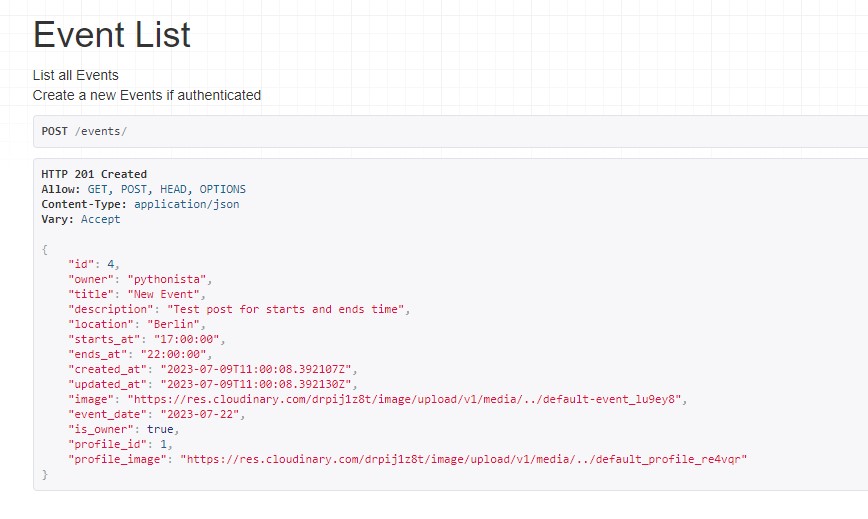 Event List
List all Events
Create a new Events if authenticated
POST /events/
HTTP 201 Created
Allow: GET, POST, HEAD, OPTIONS
Content-Type: application/json
Vary: Accept
{
"id": 4,
"owner": "pythonista",
"title": "New Event",
"description": "Test post for starts and ends time",
"location": "Berlin",
"starts_at": "17:00:00",
"ends_at": "22:00:00",
"created_at": "2023-07-09T11:00:08.392107Z",
"updated_at": "2023-07-09T11:00:08.392130Z",
"image": "https://res.cloudinary.com/drpij1z8t/image/upload/v1/media/../default-event_lu9ey8",
"event_date": "2023-07-22",
"is_owner": true,
"profile_id": 1,
"profile_image": "https://res.cloudinary.com/drpij1z8t/image/upload/v1/media/../default_profile_re4vqr"
}